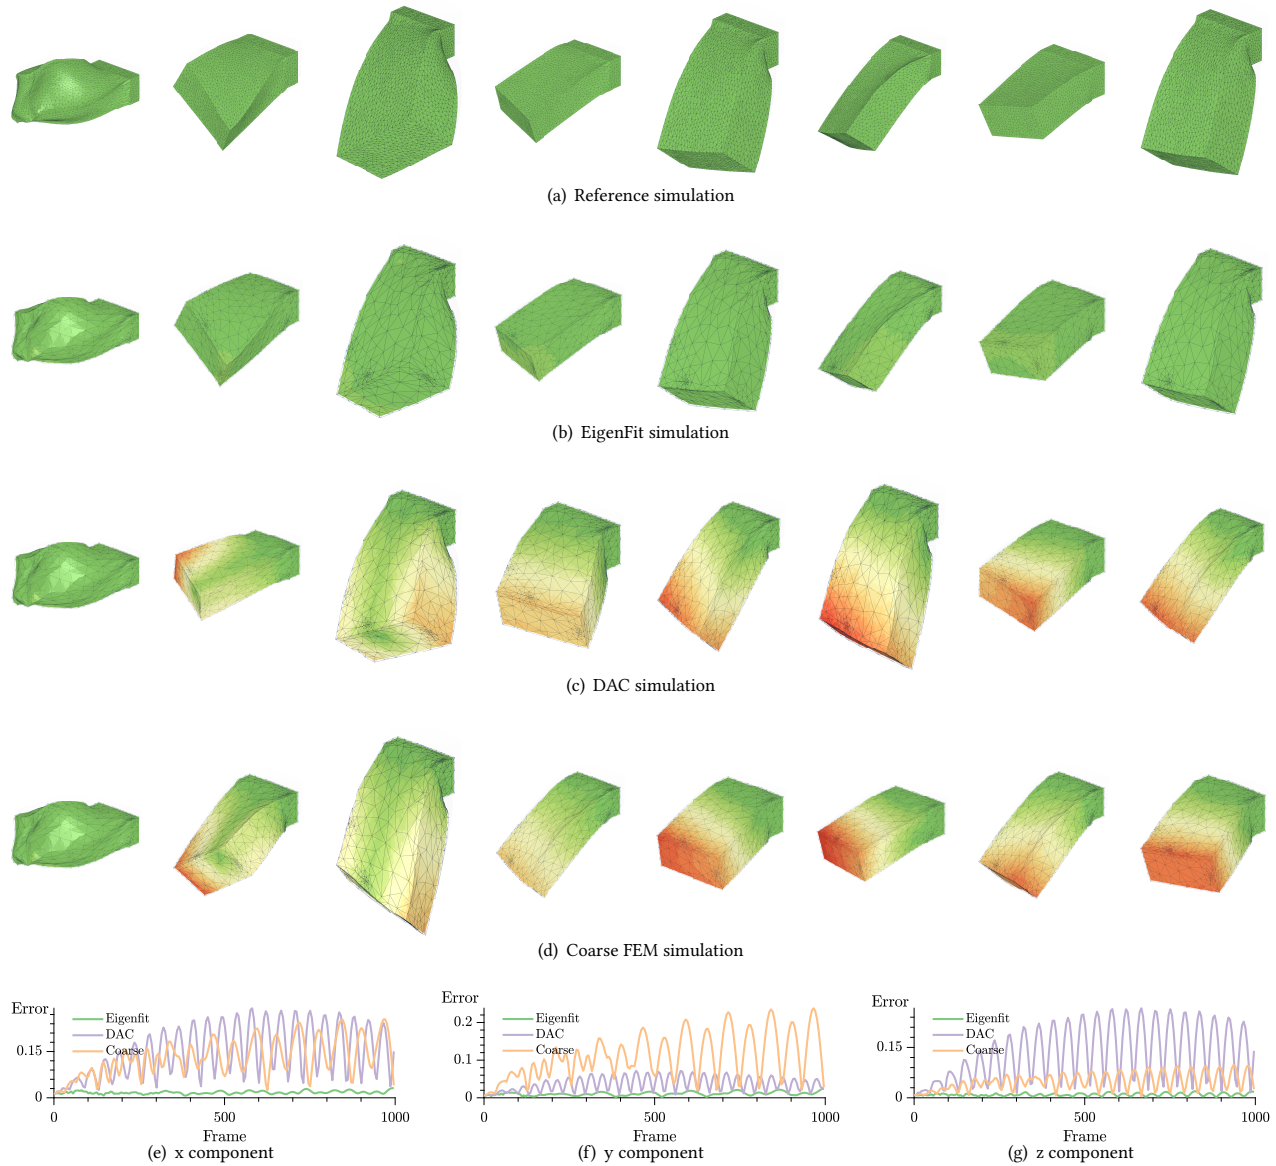 (a) Reference simulation
(b) EigenFit simulation
(c) DAC simulation
(d) Coarse FEM simulation
Error
Eigenfit
DAC
Coarse
0.15
0
0
500
1000
Frame
(e) x component
Error
Eigenfit
DAC
Coarse
0.2
0.1
0
0
500
1000
Frame
(f) y component
Error
Eigenfit
DAC
Coarse
0.15
0
0
500
1000
Frame
(g) z component